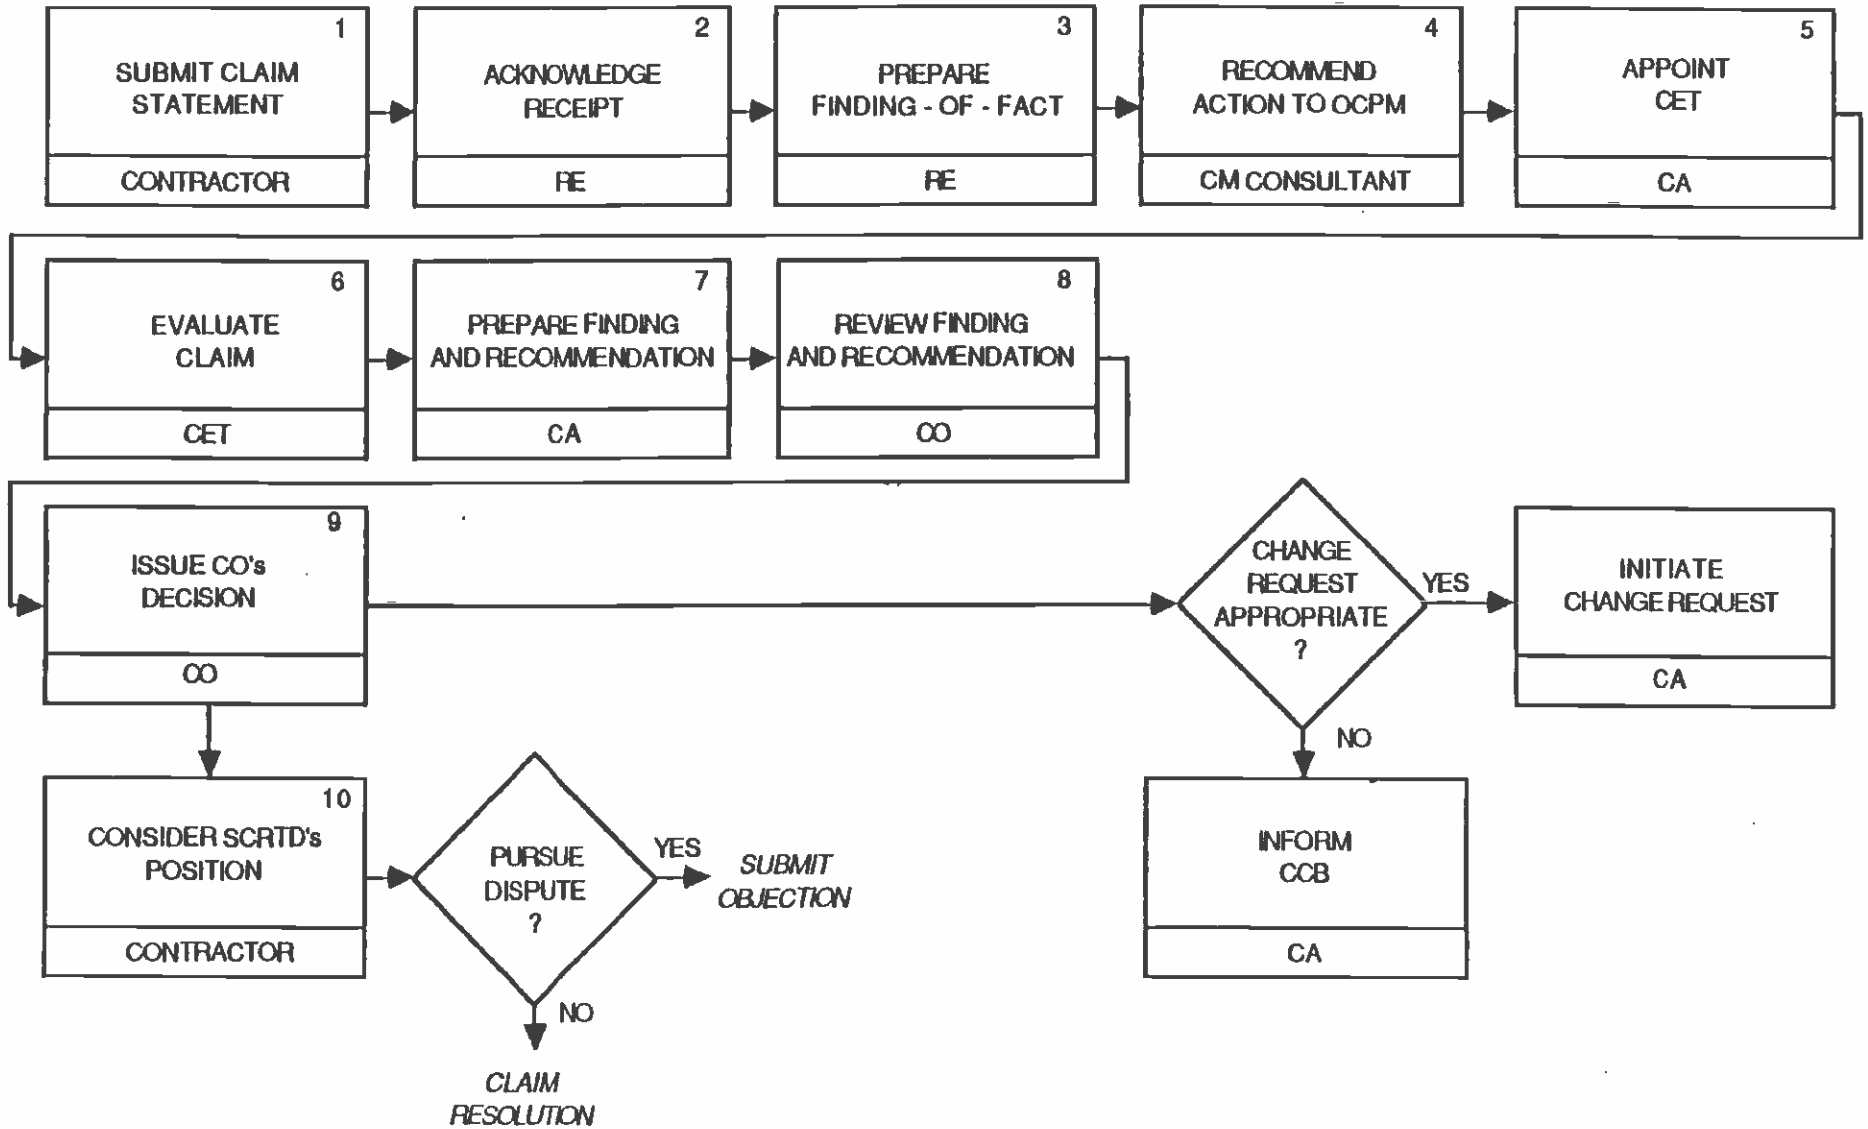 1
SUBMIT CLAIM
STATEMENT
CONTRACTOR
2
ACKNOWLEDGE
RECEIPT
RE
3
PREPARE
FINDING - OF - FACT
RE
4
RECOMMEND
ACTION TO OCPM
CM CONSULTANT
5
APPOINT
CET
CA
6
EVALUATE
CLAIM
CET
7
PREPARE FINDING
AND RECOMMENDATION
CA
8
REVIEW FINDING
AND RECOMMENDATION
CO
9
ISSUE CO's
DECISION
CO
CHANGE
REQUEST
APPROPRIATE
?
YES
NO
INITIATE
CHANGE REQUEST
CA
10
CONSIDER SCRTD's
POSITION
CONTRACTOR
PURSUE
DISPUTE
?
YES
SUBMIT
OBJECTION
NO
CLAIM
RESOLUTION
INFORM
CCB
CA